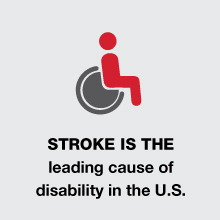 STROKE IS THE
leading cause of
disability in the U.S.